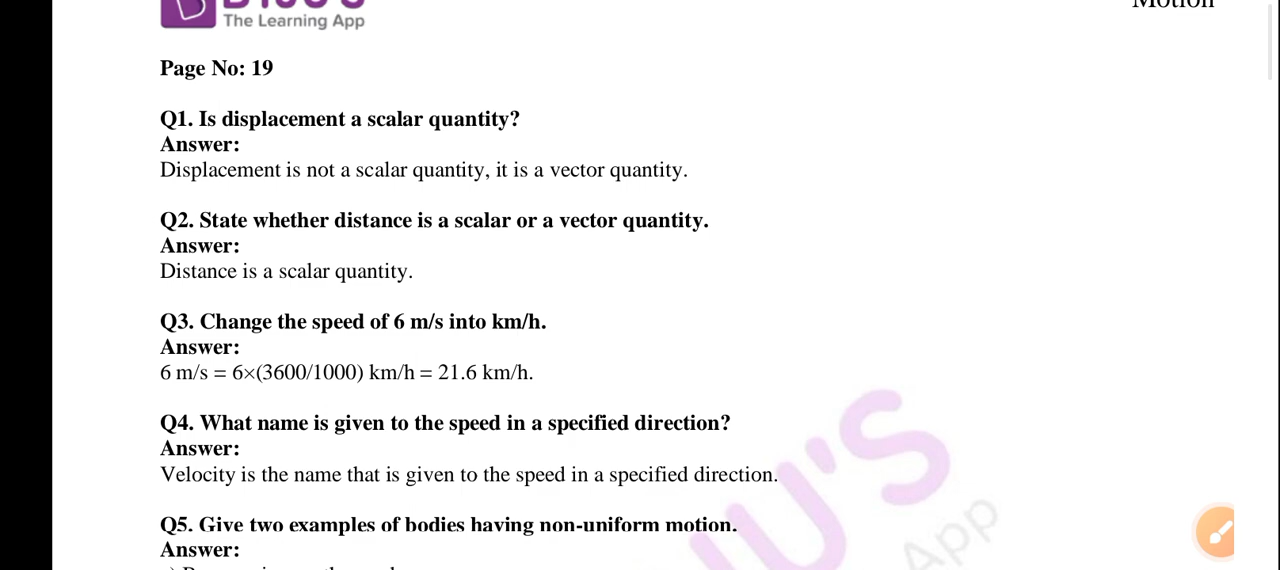 The Learning App
Motion
Page No: 19
Q1. Is displacement a scalar quantity?
Answer:
Displacement is not a scalar quantity, it is a vector quantity.
Q2. State whether distance is a scalar or a vector quantity.
Answer:
Distance is a scalar quantity.
Q3. Change the speed of 6 m/s into km/h.
Answer:
6 m/s = 6×(3600/1000) km/h = 21.6 km/h.
Q4. What name is given to the speed in a specified direction?
Answer:
Velocity is the name that is given to the speed in a specified direction.
Q5. Give two examples of bodies having non-uniform motion.
Answer:
U'S
App